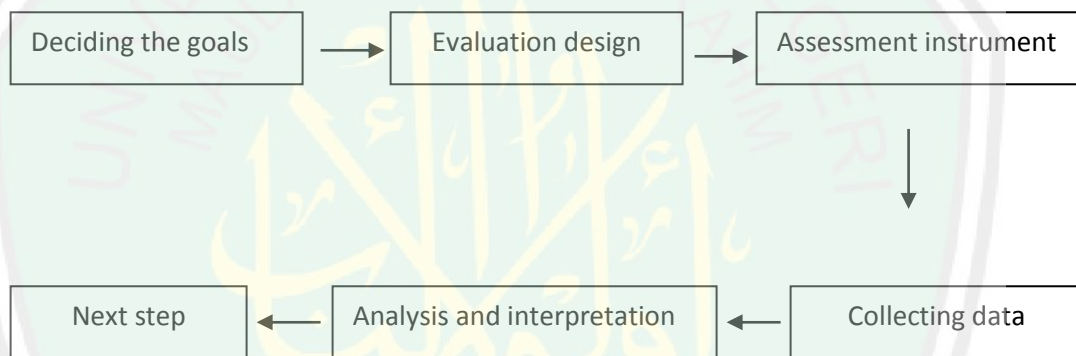 Deciding the goals
Evaluation design
Assessment instrument
Collecting data
Analysis and interpretation
Next step